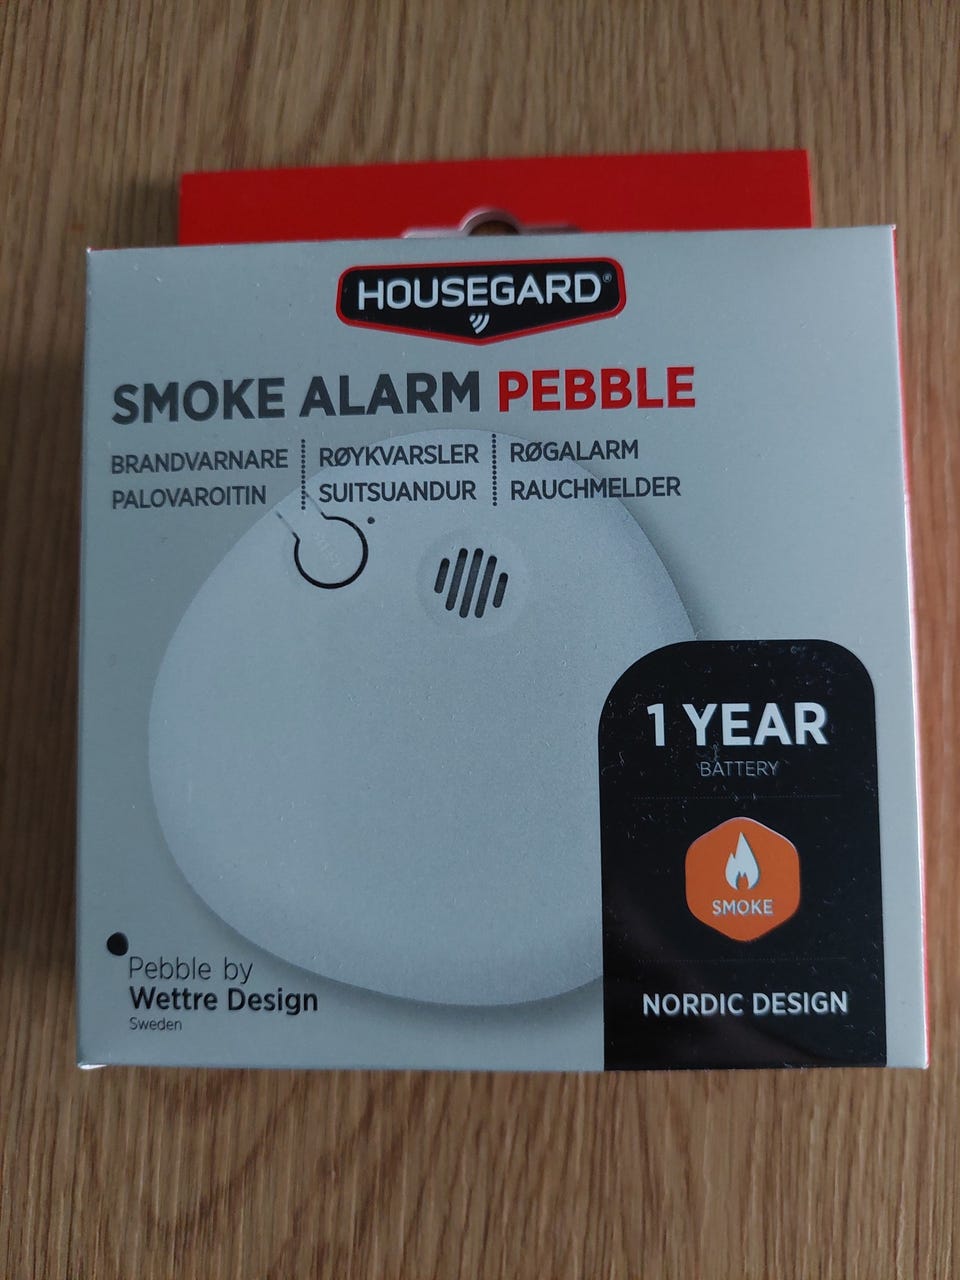 HOUSEGARD®
SMOKE ALARM PEBBLE
BRANDVARNARE RØYKVARSLER RØGALARM
PALOVAROITIN SUITSUANDUR RAUCHMELDER
1 YEAR
BATTERY
SMOKE
NORDIC DESIGN
Pebble by
Wettre Design
Sweden